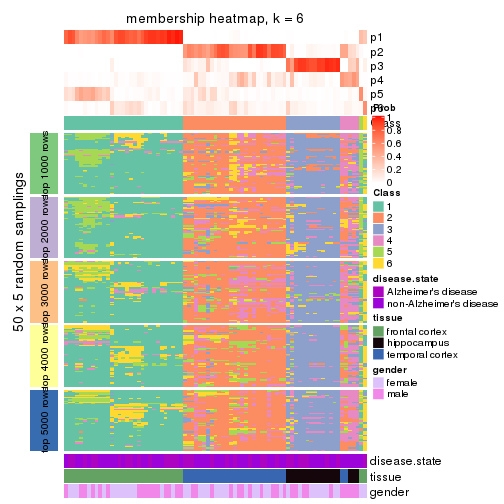 membership heatmap, k = 6
p1
p2
p3
p4
p5
p6
Class
Prob
1
0.8
0.6
0.4
0.2
0
Class
1
2
3
4
5
6
disease.state
Alzheimer's disease
non-Alzheimer's disease
tissue
frontal cortex
hippocampus
temporal cortex
gender
female
male
50 x 5 random samplings
top 1000 rows
top 2000 rows
top 3000 rows
top 4000 rows
top 5000 rows
disease.state
tissue
gender